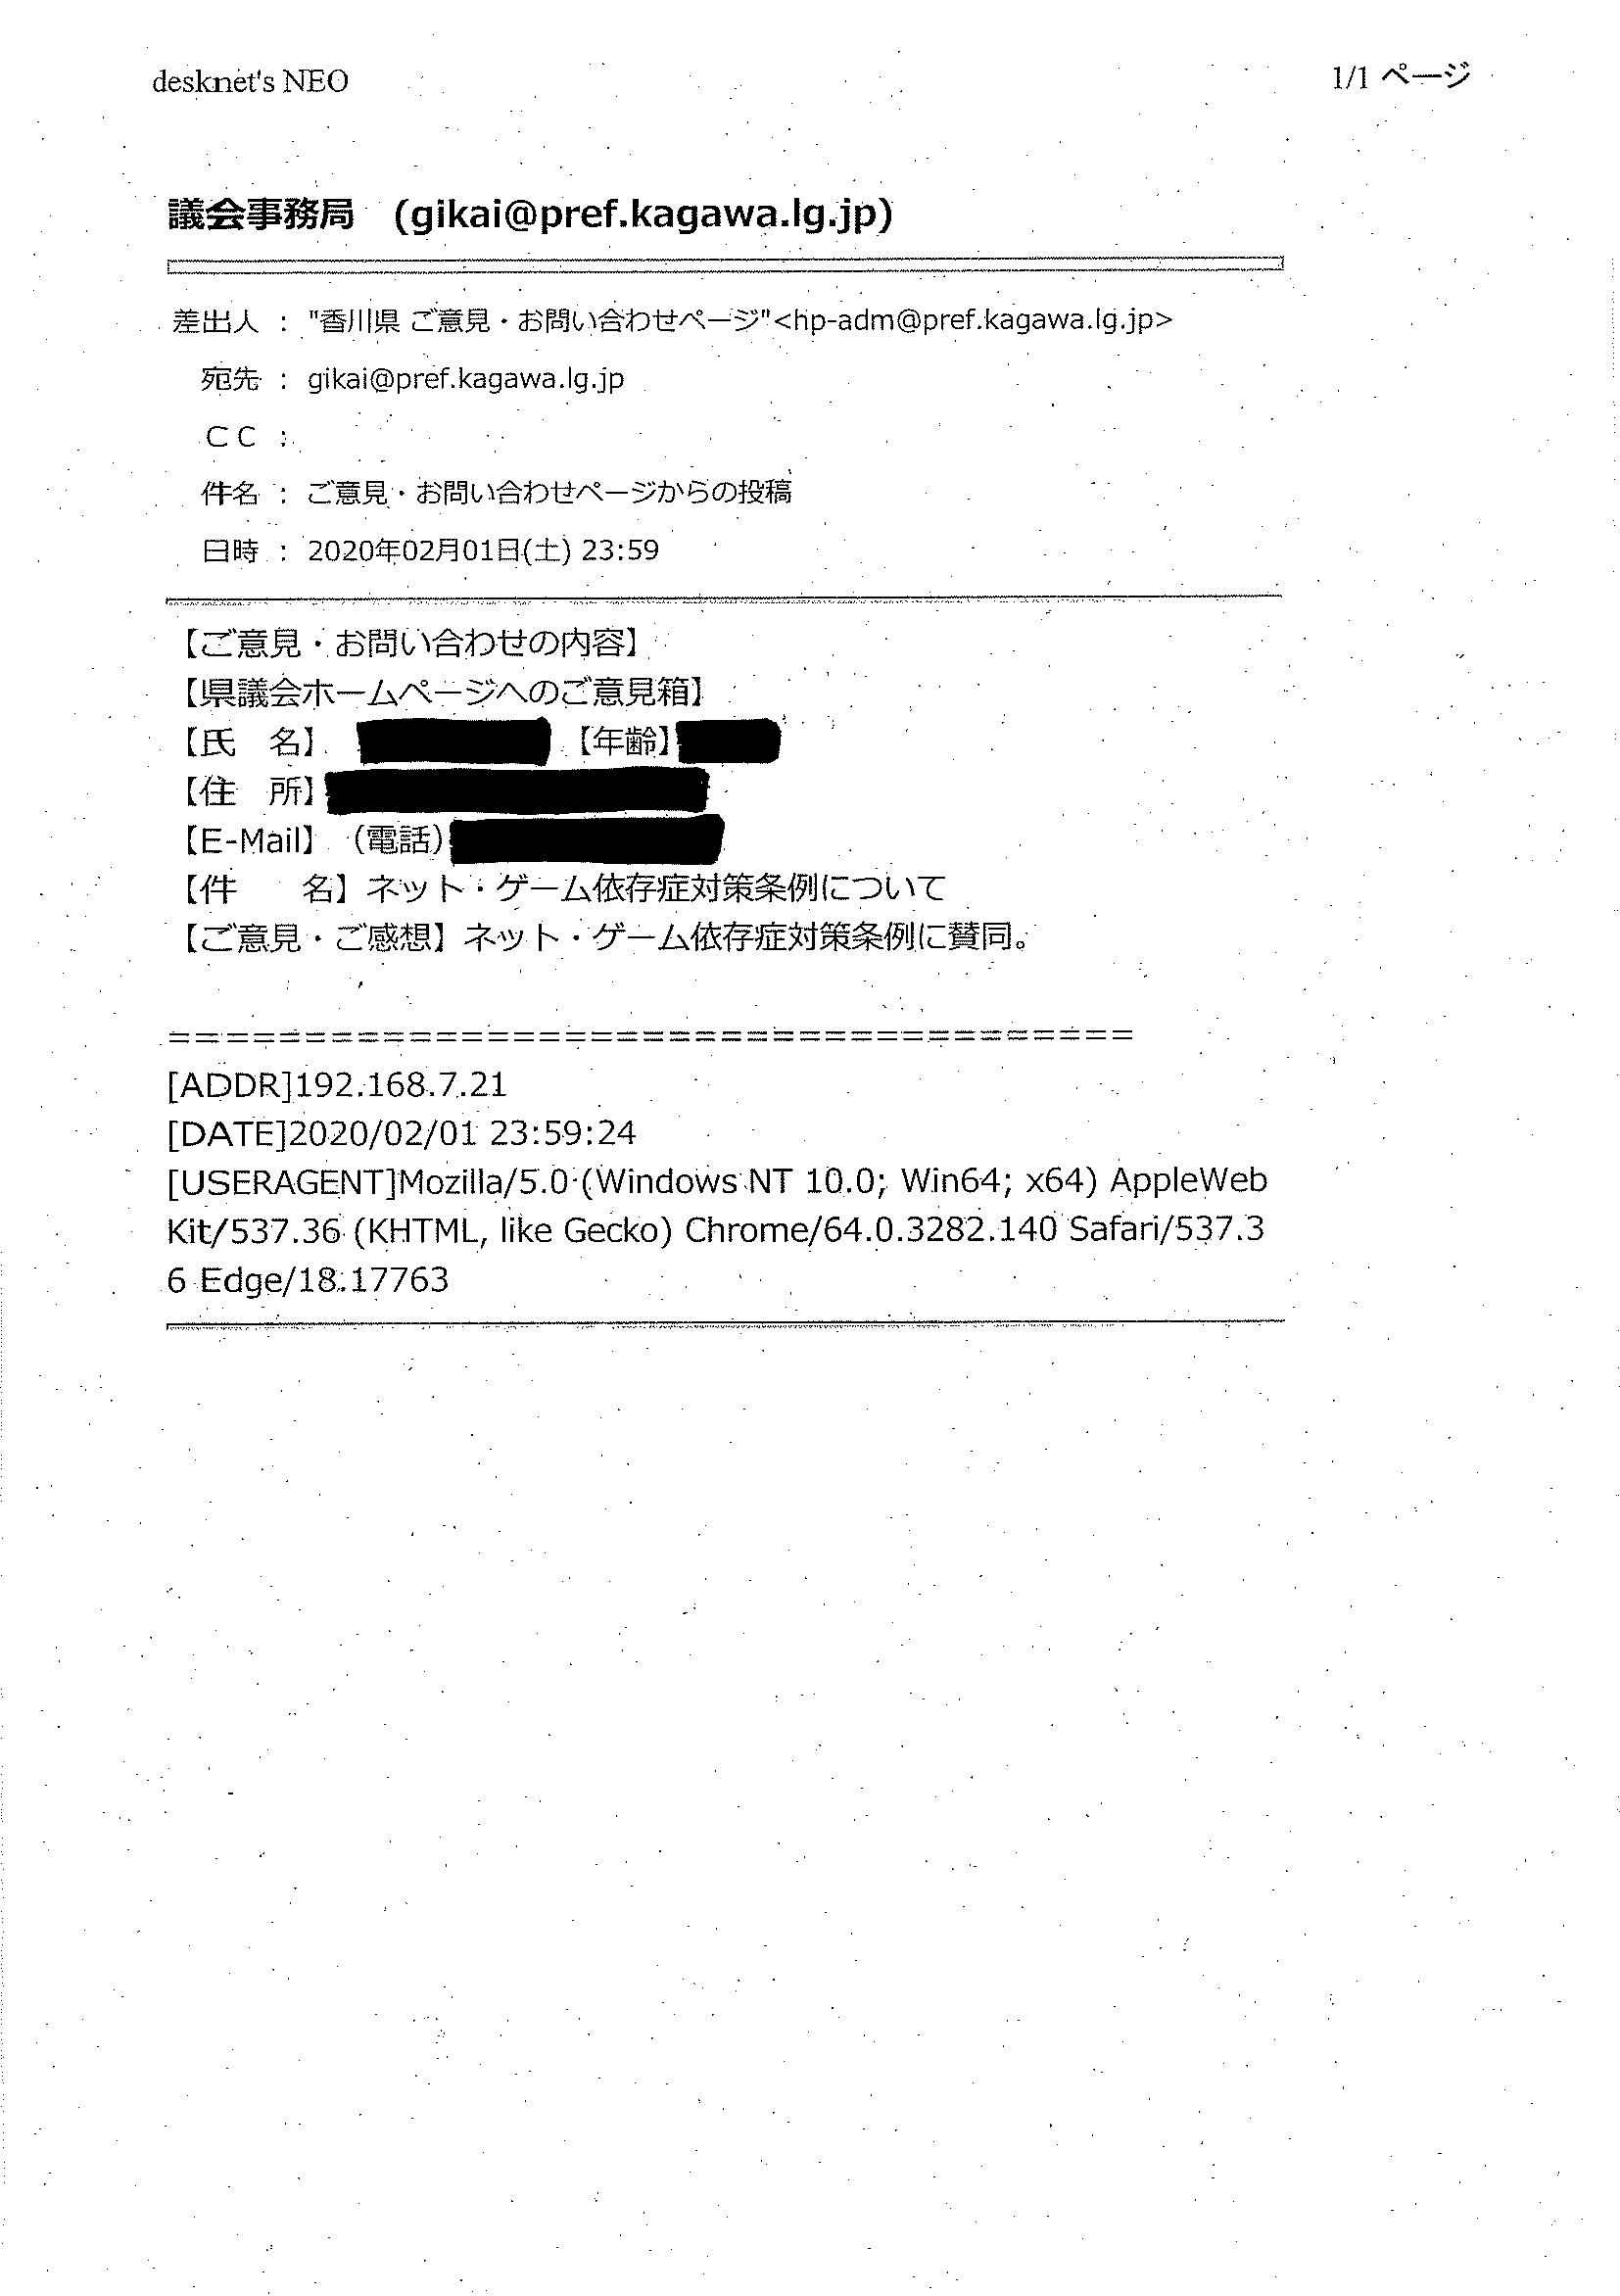 desknet's NEO
1/1 ページ
議会事務局　(gikai@pref.kagawa.lg.jp)
差出人 ： "香川県 ご意見・お問い合わせページ"<hp-adm@pref.kagawa.lg.jp>
宛先 ： gikai@pref.kagawa.lg.jp
ＣＣ ：
件名 ： ご意見・お問い合わせページからの投稿
日時 ： 2020年02月01日(土) 23:59
【ご意見・お問い合わせの内容】
【県議会ホームページへのご意見箱】
【氏　名】 【年齢】
【住　所】
【E-Mail】（電話）
【件　　名】ネット・ゲーム依存症対策条例について
【ご意見・ご感想】ネット・ゲーム依存症対策条例に賛同。
=====================================
[ADDR]192.168.7.21
[DATE]2020/02/01 23:59:24
[USERAGENT]Mozilla/5.0 (Windows NT 10.0; Win64; x64) AppleWeb
Kit/537.36 (KHTML, like Gecko) Chrome/64.0.3282.140 Safari/537.3
6 Edge/18.17763